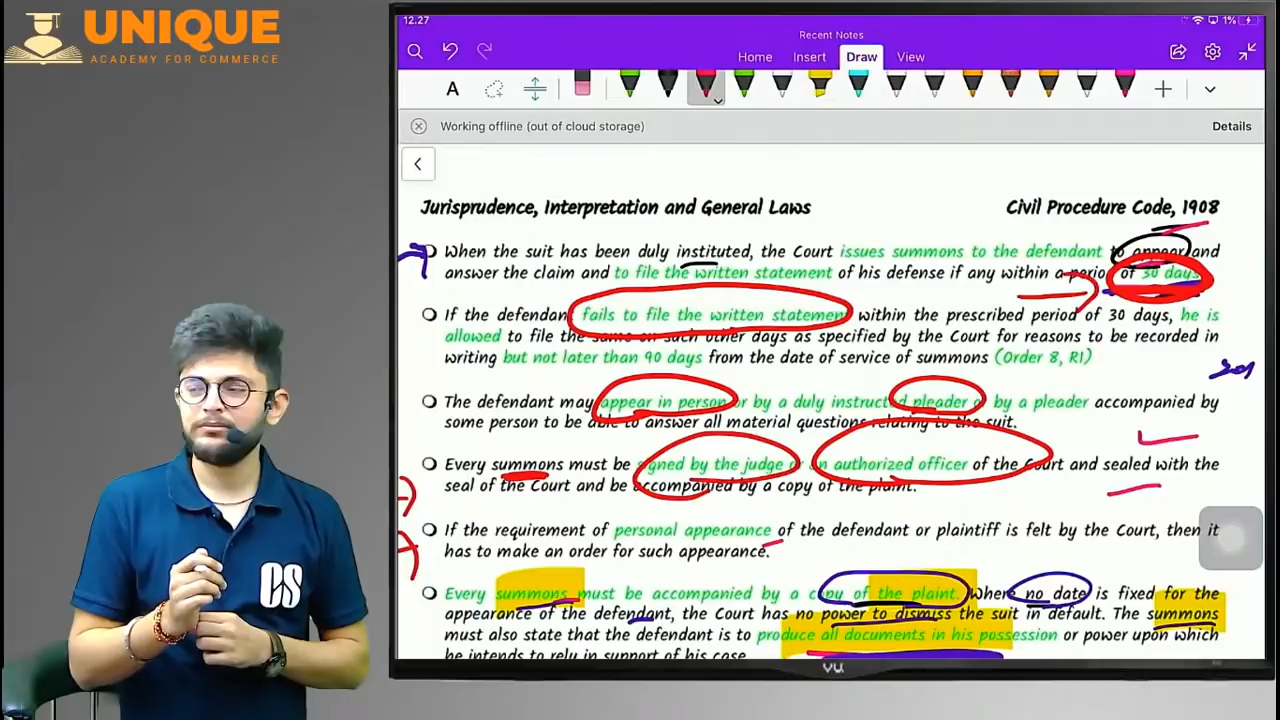 UNIQUE
ACADEMY FOR COMMERCE
12.27
1%
Recent Notes
Home Insert Draw View
A
Working offline (out of cloud storage)
Details
Jurisprudence, Interpretation and General Laws
Civil Procedure Code, 1908
When the suit has been duly instituted, the Court issues summons to the defendant to appear and
answer the claim and to file the written statement of his defense if any within a period of 30 days
If the defendant fails to file the written statement within the prescribed period of 30 days, he is
allowed to file the same on such other days as specified by the Court for reasons to be recorded in
writing but not later than 90 days from the date of service of summons (Order 8, R1)
The defendant may appear in person or by a duly instructed pleader or by a pleader accompanied by
some person to be able to answer all material questions relating to the suit.
Every summons must be signed by the judge or an authorized officer of the Court and sealed with the
seal of the Court and be accompanied by a copy of the plaint.
If the requirement of personal appearance of the defendant or plaintiff is felt by the Court, then it
has to make an order for such appearance.
Every summons must be accompanied by a copy of the plaint. Where no date is fixed for the
appearance of the defendant, the Court has no power to dismiss the suit in default. The summons
must also state that the defendant is to produce all documents in his possession or power upon which
he intends to rely in support of his case
CS
vu